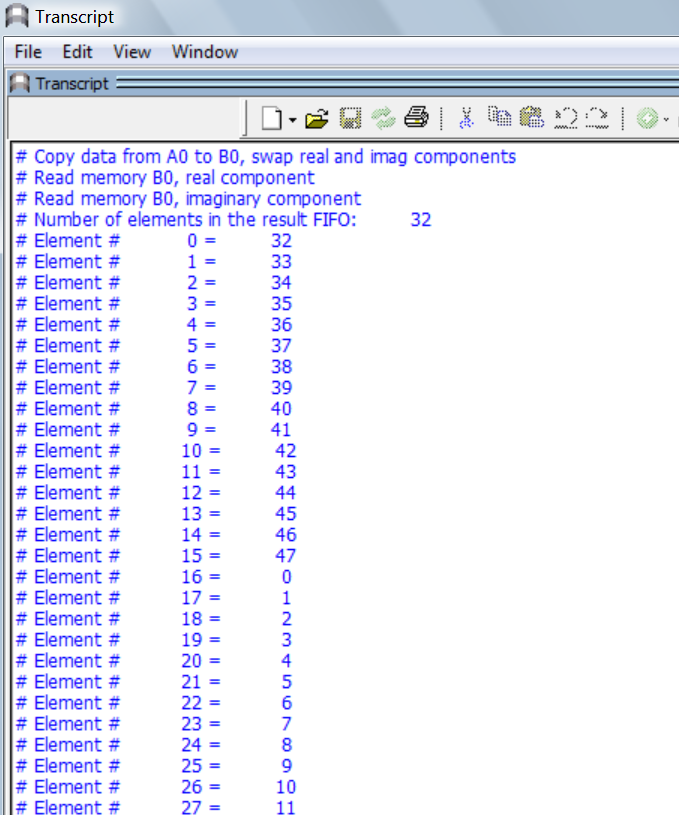 Transcript
File Edit View Window
Transcript
# Copy data from A0 to B0, swap real and imag components
# Read memory B0, real component
# Read memory B0, imaginary component
# Number of elements in the result FIFO: 32
# Element # 0 = 32
# Element # 1 = 33
# Element # 2 = 34
# Element # 3 = 35
# Element # 4 = 36
# Element # 5 = 37
# Element # 6 = 38
# Element # 7 = 39
# Element # 8 = 40
# Element # 9 = 41
# Element # 10 = 42
# Element # 11 = 43
# Element # 12 = 44
# Element # 13 = 45
# Element # 14 = 46
# Element # 15 = 47
# Element # 16 = 0
# Element # 17 = 1
# Element # 18 = 2
# Element # 19 = 3
# Element # 20 = 4
# Element # 21 = 5
# Element # 22 = 6
# Element # 23 = 7
# Element # 24 = 8
# Element # 25 = 9
# Element # 26 = 10
# Element # 27 = 11